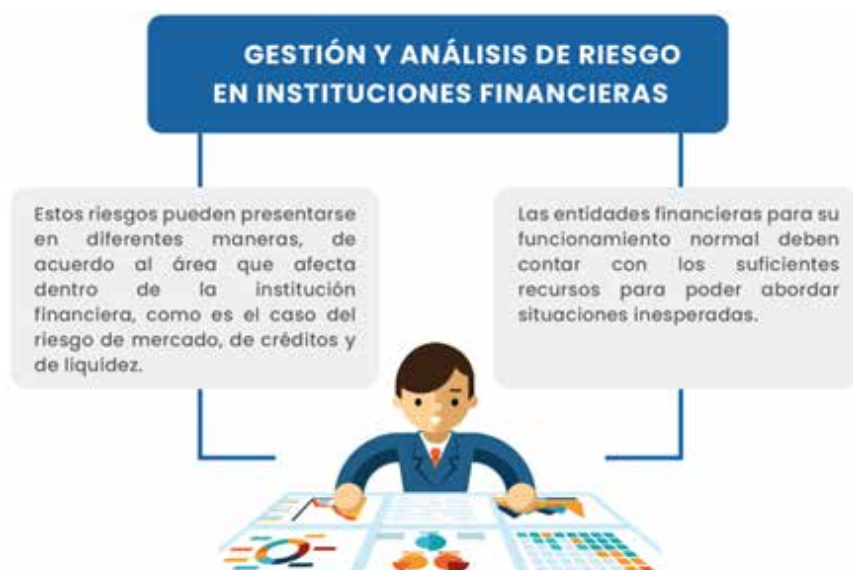 GESTIÓN Y ANÁLISIS DE RIESGO
EN INSTITUCIONES FINANCIERAS
Estos riesgos pueden presentarse
en diferentes maneras, de
acuerdo al área que afecta
dentro de la institución
financiera, como es el caso del
riesgo de mercado, de créditos y
de liquidez.
Las entidades financieras para su
funcionamiento normal deben
contar con los suficientes
recursos para poder abordar
situaciones inesperadas.